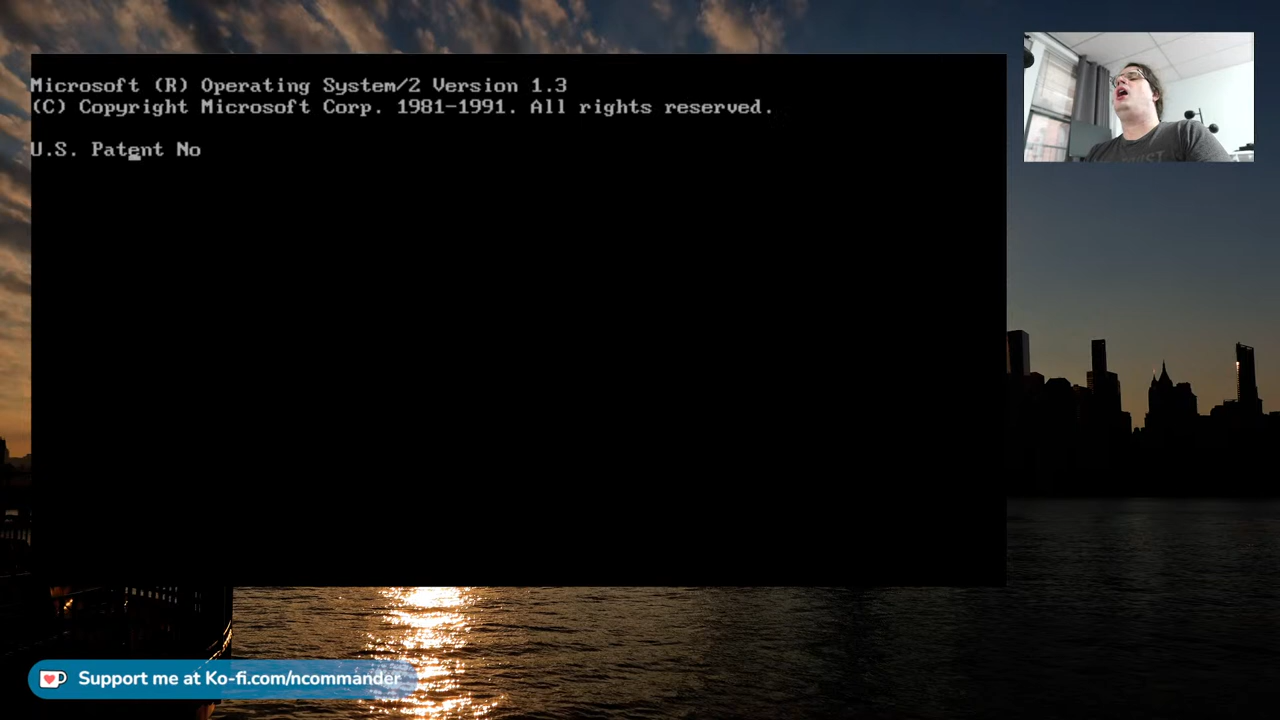 Microsoft (R) Operating System/2 Version 1.3
(C) Copyright Microsoft Corp. 1981-1991. All rights reserved.
U.S. Patent No
Support me at Ko-fi.com/ncommander